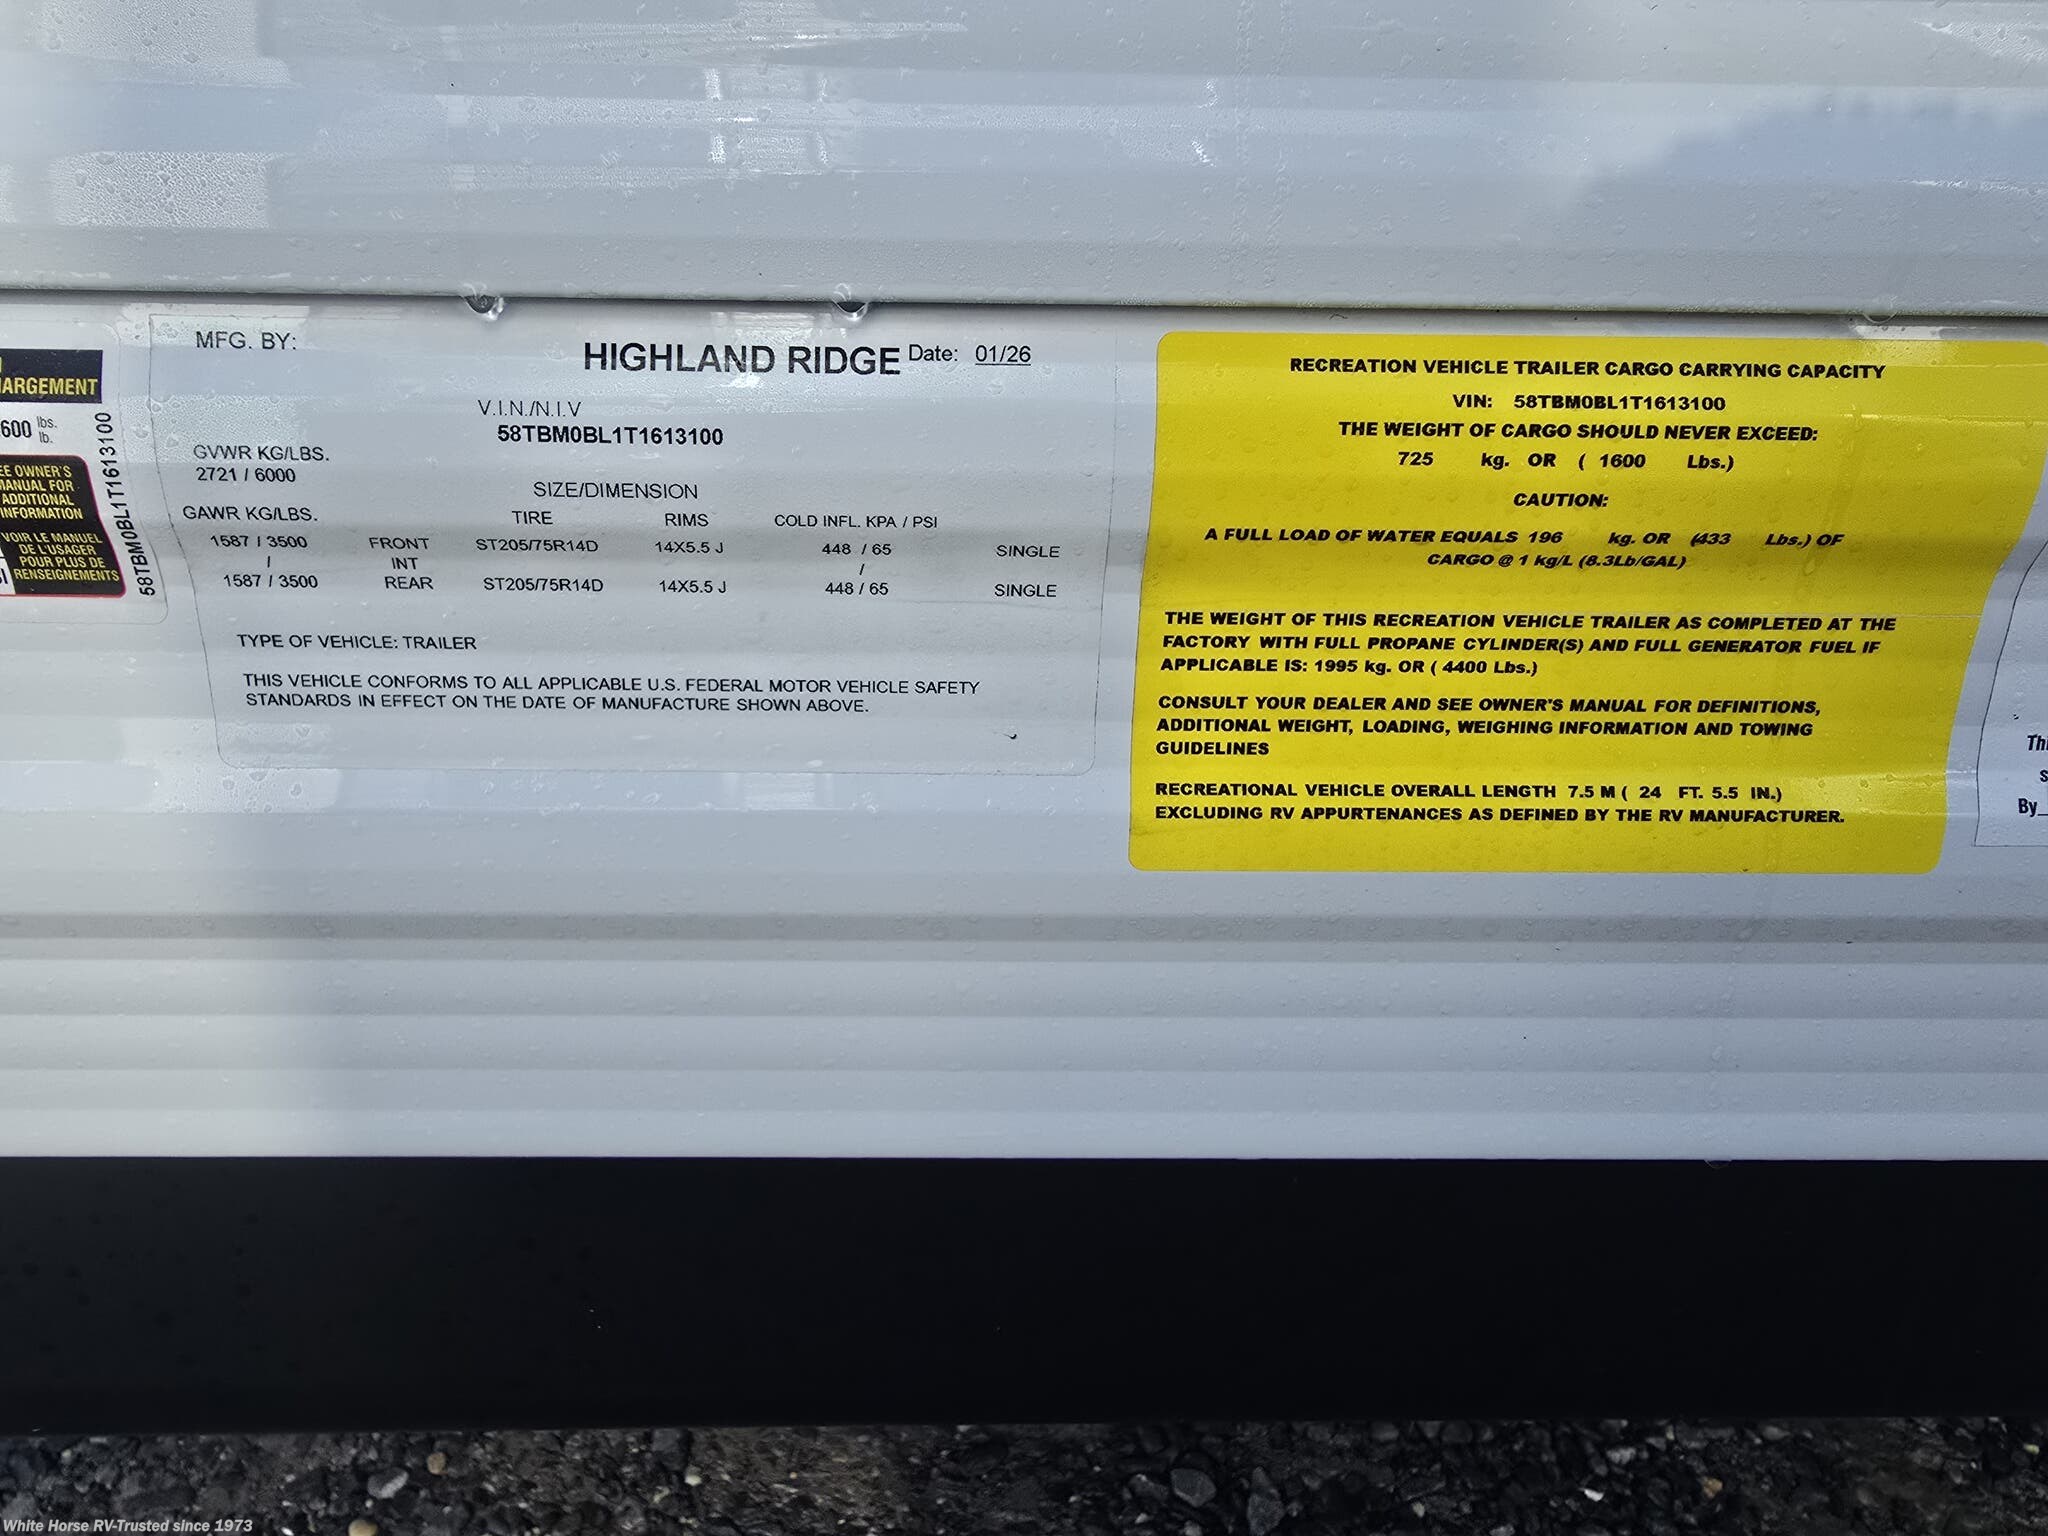 HARGEMENT
600 lbs.
lb.
EE OWNER'S
MANUAL FOR
ADDITIONAL
INFORMATION
VOIR LE MANUEL
DE L'USAGER
POUR PLUS DE
RENSEIGNEMENTS
58TBM0BL1T1613100
MFG. BY:
HIGHLAND RIDGE Date: 01/26
V.I.N./N.I.V
58TBM0BL1T1613100
GVWR KG/LBS.
2721 / 6000
SIZE/DIMENSION
GAWR KG/LBS. TIRE RIMS COLD INFL. KPA / PSI
1587 / 3500 FRONT ST205/75R14D 14X5.5 J 448 / 65 SINGLE
/ INT /
1587 / 3500 REAR ST205/75R14D 14X5.5 J 448 / 65 SINGLE
TYPE OF VEHICLE: TRAILER
THIS VEHICLE CONFORMS TO ALL APPLICABLE U.S. FEDERAL MOTOR VEHICLE SAFETY
STANDARDS IN EFFECT ON THE DATE OF MANUFACTURE SHOWN ABOVE.
RECREATION VEHICLE TRAILER CARGO CARRYING CAPACITY
VIN: 58TBM0BL1T1613100
THE WEIGHT OF CARGO SHOULD NEVER EXCEED:
725 kg. OR ( 1600 Lbs.)
CAUTION:
A FULL LOAD OF WATER EQUALS 196 kg. OR (433 Lbs.) OF
CARGO @ 1 kg/L (8.3Lb/GAL)
THE WEIGHT OF THIS RECREATION VEHICLE TRAILER AS COMPLETED AT THE
FACTORY WITH FULL PROPANE CYLINDER(S) AND FULL GENERATOR FUEL IF
APPLICABLE IS: 1995 kg. OR ( 4400 Lbs.)
CONSULT YOUR DEALER AND SEE OWNER'S MANUAL FOR DEFINITIONS,
ADDITIONAL WEIGHT, LOADING, WEIGHING INFORMATION AND TOWING
GUIDELINES
RECREATIONAL VEHICLE OVERALL LENGTH 7.5 M ( 24 FT. 5.5 IN.)
EXCLUDING RV APPURTENANCES AS DEFINED BY THE RV MANUFACTURER.
By
White Horse RV-Trusted since 1973